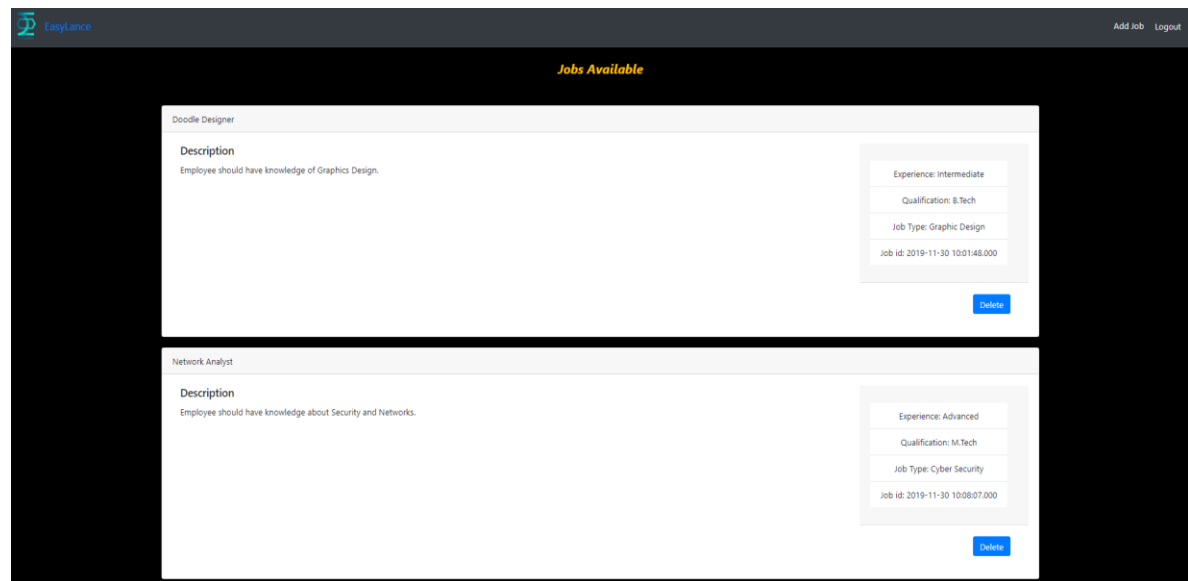 EasyLance
Add Job Logout
Jobs Available
Doodle Designer
Description
Employee should have knowledge of Graphics Design.
Experience: Intermediate
Qualification: B.Tech
Job Type: Graphic Design
Job id: 2019-11-30 10:01:48.000
Delete
Network Analyst
Description
Employee should have knowledge about Security and Networks.
Experience: Advanced
Qualification: M.Tech
Job Type: Cyber Security
Job id: 2019-11-30 10:08:07.000
Delete